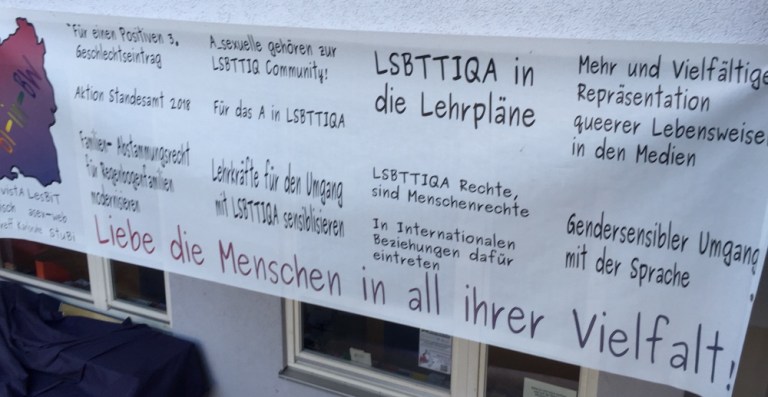 Für einen Positiven 3.
Geschlechtseintrag
Aktion Standesamt 2018
Familien- Abstammungsrecht
für Regenbogenfamilien
modernisieren
A_sexuelle gehören zur
LSBTTIQ Community!
Für das A in LSBTTIQA
Lehrkräfte für den Umgang
mit LSBTTIQA sensiblisieren
LSBTTIQA in
die Lehrpläne
LSBTTIQA Rechte,
sind Menschenrechte
In Internationalen
Beziehungen dafür
eintreten
Mehr und Vielfältige
Repräsentation
queerer Lebensweise
in den Medien
Gendersensibler Umgang
mit der Sprache
Liebe die Menschen in all ihrer Vielfalt!